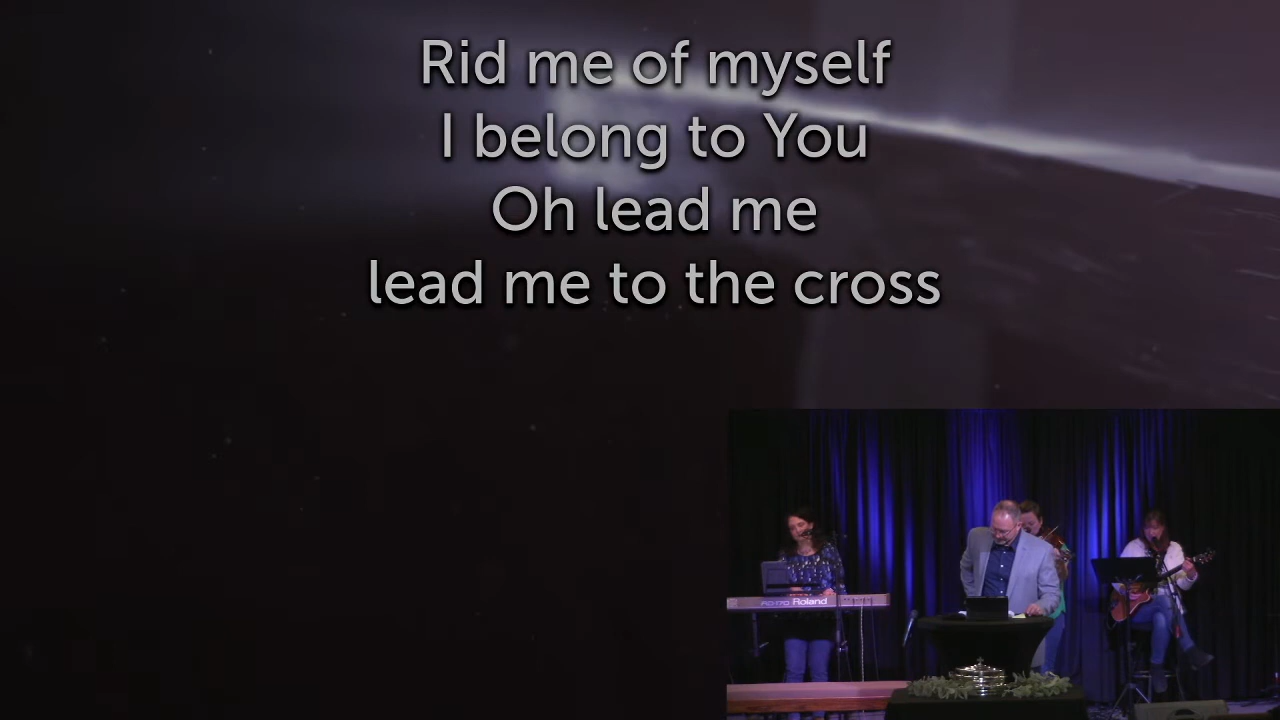 Rid me of myself
I belong to You
Oh lead me
lead me to the cross
Roland